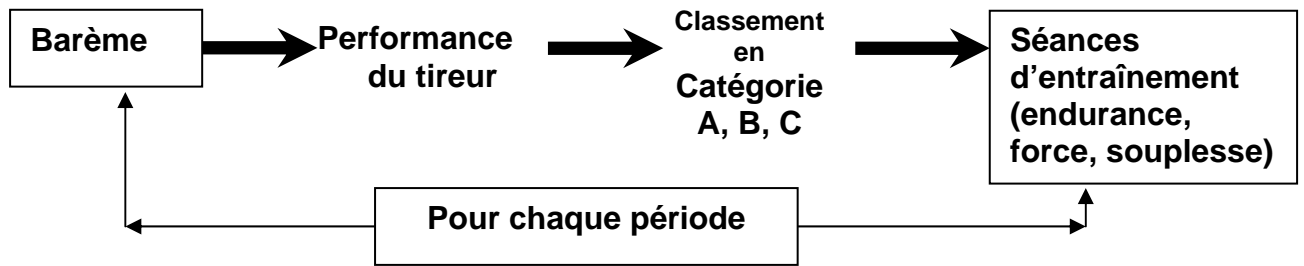 Barème
Performance
du tireur
Classement
en
Catégorie
A, B, C
Séances
d’entraînement
(endurance,
force, souplesse)
Pour chaque période